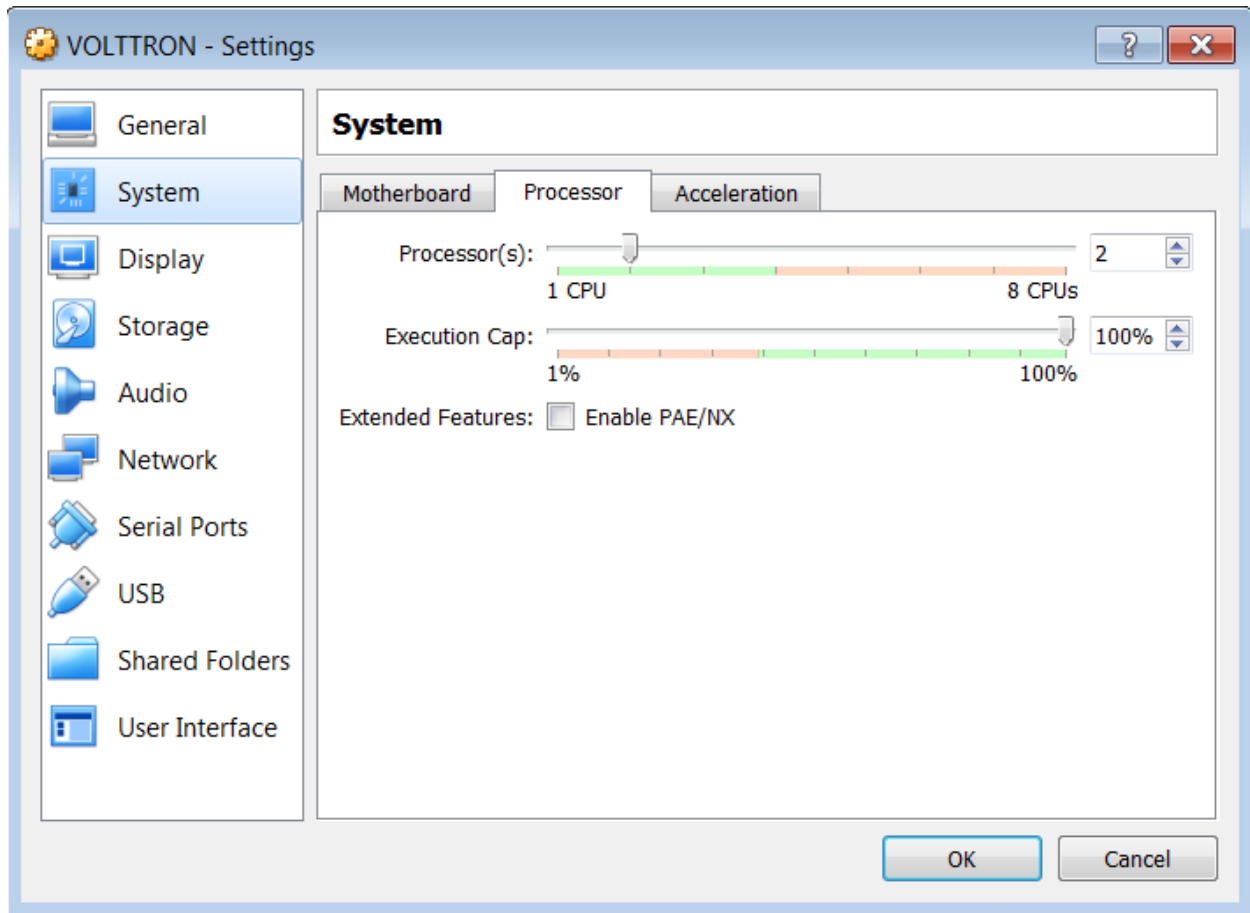 VOLTTRON - Settings
General
System
Display
Storage
Audio
Network
Serial Ports
USB
Shared Folders
User Interface
System
Motherboard Processor Acceleration
Processor(s): 2
1 CPU 8 CPUs
Execution Cap: 100%
1% 100%
Extended Features: Enable PAE/NX
OK Cancel